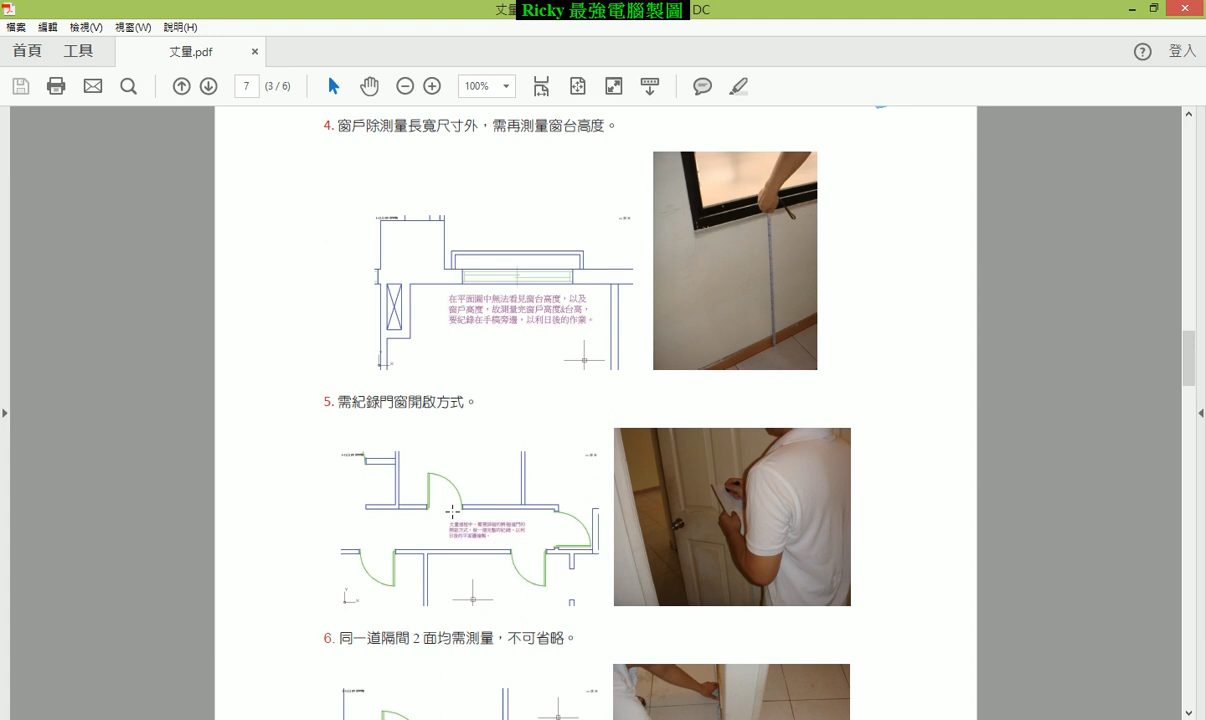 丈量
Ricky 最強電腦製圖
DC
檔案 編輯 檢視(V) 視窗(W) 說明(H)
首頁 工具 丈量.pdf × 登入
7 (3 / 6) 100%
4. 窗戶除測量長寬尺寸外，需再測量窗台高度。
在平面圖中無法看見窗台高度，以及
窗戶高度，故測量完窗戶高度&台高，
要紀錄在手稿旁邊，以利日後的作業。
5. 需紀錄門窗開啟方式。
6. 同一道隔間 2 面均需測量，不可省略。